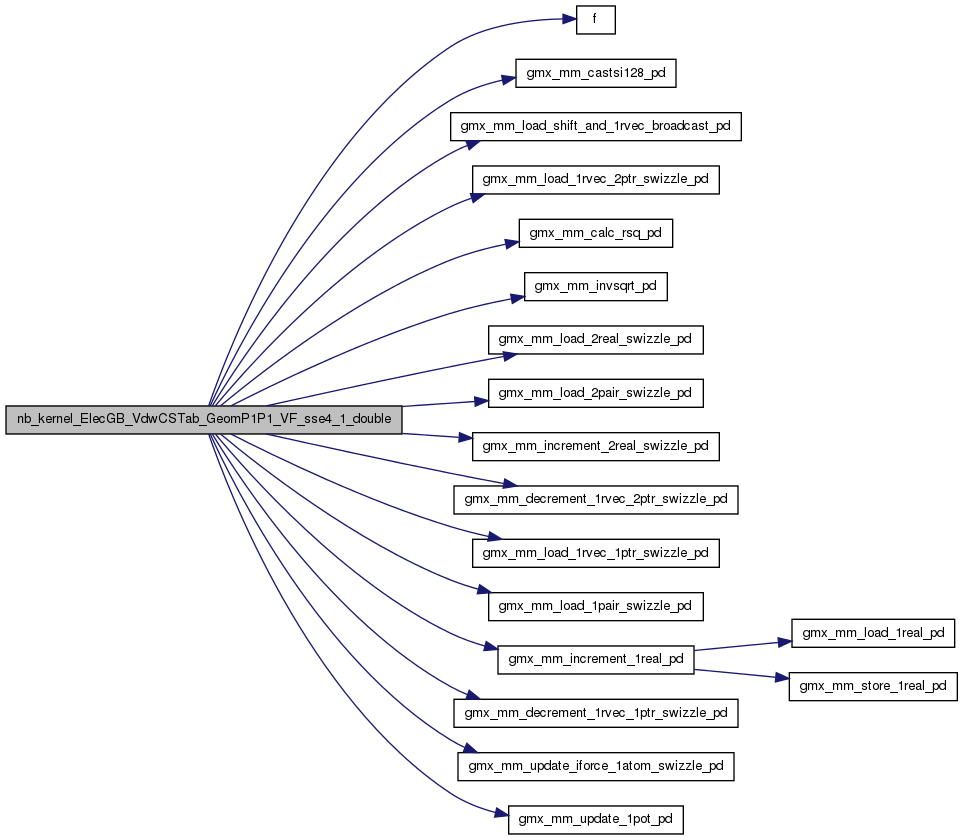 f
gmx_mm_castsi128_pd
gmx_mm_load_shift_and_1rvec_broadcast_pd
gmx_mm_load_1rvec_2ptr_swizzle_pd
gmx_mm_calc_rsq_pd
gmx_mm_invsqrt_pd
gmx_mm_load_2real_swizzle_pd
gmx_mm_load_2pair_swizzle_pd
nb_kernel_ElecGB_VdwCSTab_GeomP1P1_VF_sse4_1_double
gmx_mm_increment_2real_swizzle_pd
gmx_mm_decrement_1rvec_2ptr_swizzle_pd
gmx_mm_load_1rvec_1ptr_swizzle_pd
gmx_mm_load_1pair_swizzle_pd
gmx_mm_increment_1real_pd
gmx_mm_load_1real_pd
gmx_mm_store_1real_pd
gmx_mm_decrement_1rvec_1ptr_swizzle_pd
gmx_mm_update_iforce_1atom_swizzle_pd
gmx_mm_update_1pot_pd